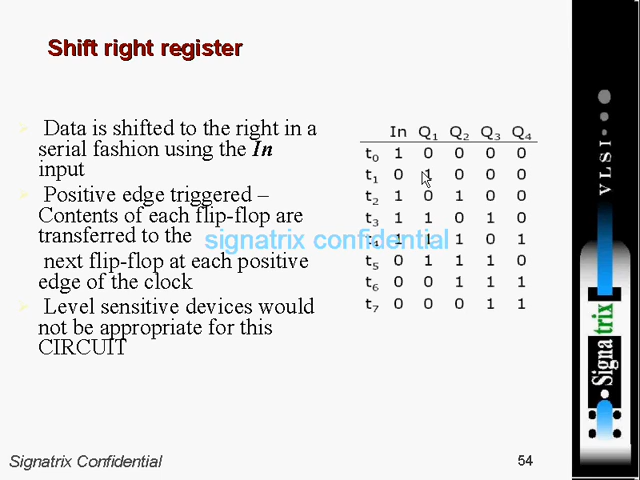 Shift right register
Data is shifted to the right in a
serial fashion using the In
input
Positive edge triggered –
Contents of each flip-flop are
transferred to the
next flip-flop at each positive
edge of the clock
Level sensitive devices would
not be appropriate for this
CIRCUIT
In Q1 Q2 Q3 Q4
t0 1 0 0 0 0
t1 0 1 0 0 0
t2 1 0 1 0 0
t3 1 1 0 1 0
t4 1 1 1 0 1
t5 0 1 1 1 0
t6 0 0 1 1 1
t7 0 0 0 1 1
signatrix confidential
VLSI
Signatrix
Signatrix Confidential
54